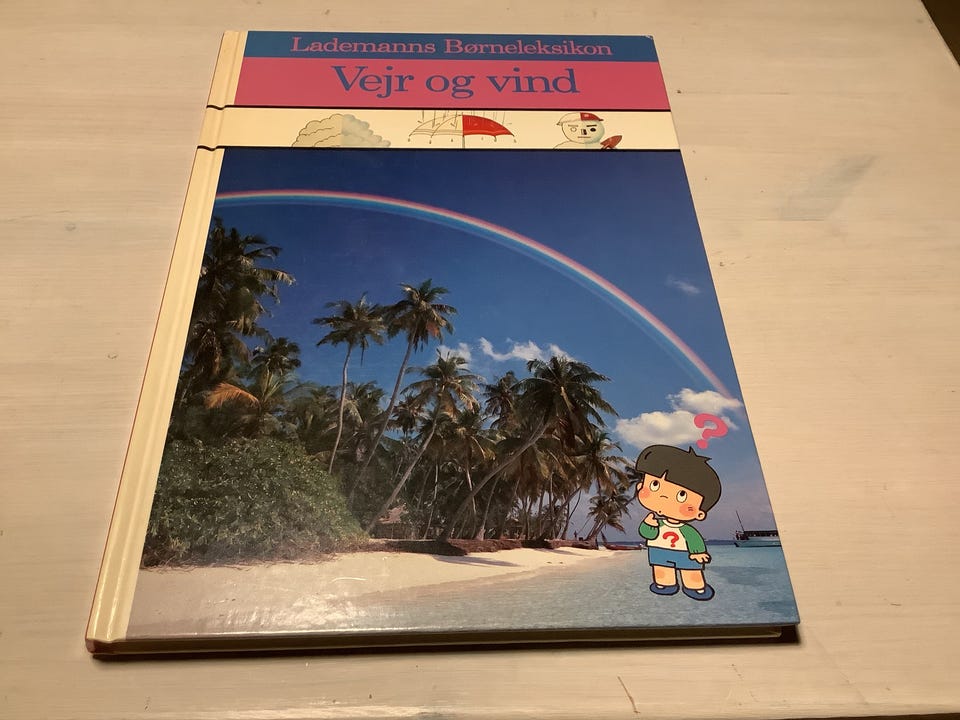 Lademanns Børneleksikon
Vejr og vind
?
?